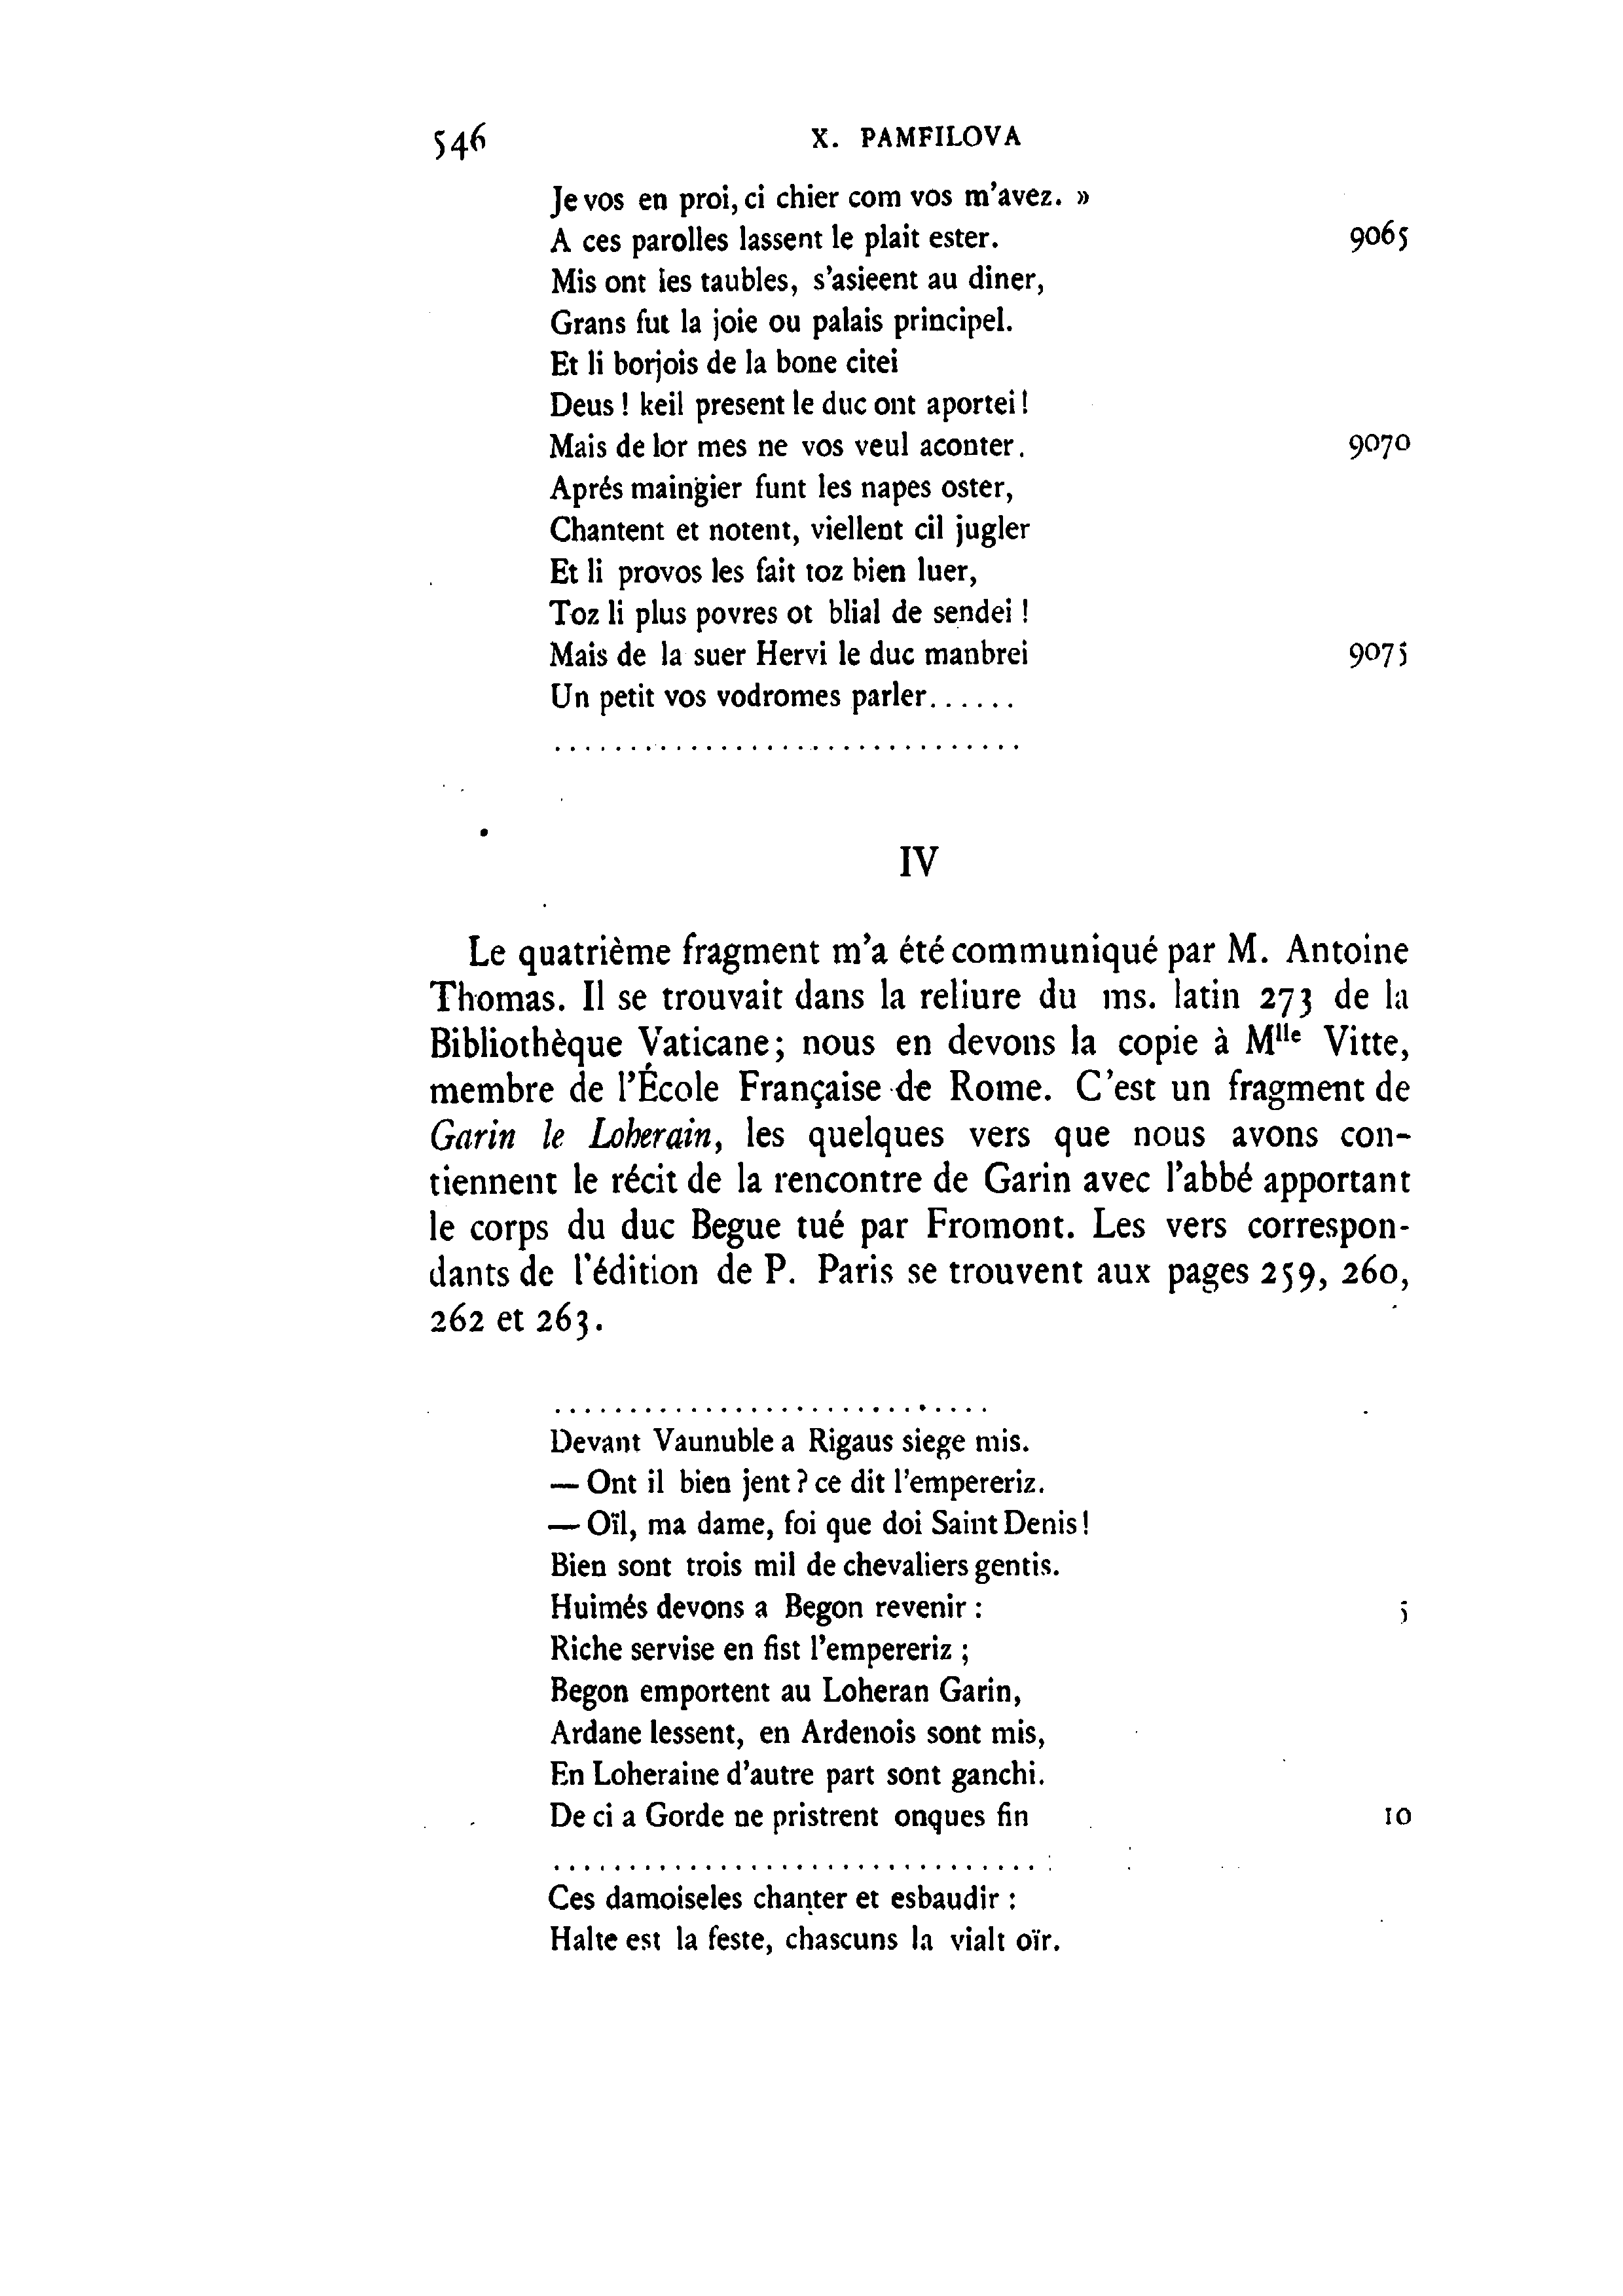 546 X. PAMFILOVA
Je vos en proi, ci chier com vos m'avez. »
A ces parolles lassent le plait ester. 9065
Mis ont les taubles, s'asieent au diner,
Grans fut la joie ou palais principel.
Et li borjois de la bone citei
Deus ! keil present le duc ont aportei !
Mais de lor mes ne vos veul aconter. 9070
Aprés maingier funt les napes oster,
Chantent et notent, viellent cil jugler
Et li provos les fait toz bien luer,
Toz li plus povres ot blial de sendei !
Mais de la suer Hervi le duc manbrei 9075
Un petit vos vodromes parler......
...............................
IV
Le quatrième fragment m'a été communiqué par M. Antoine
Thomas. Il se trouvait dans la reliure du ms. latin 273 de la
Bibliothèque Vaticane; nous en devons la copie à Mlle Vitte,
membre de l'École Française de Rome. C'est un fragment de
Garin le Loherain, les quelques vers que nous avons con-
tiennent le récit de la rencontre de Garin avec l'abbé apportant
le corps du duc Begue tué par Fromont. Les vers correspon-
dants de l'édition de P. Paris se trouvent aux pages 259, 260,
262 et 263.
.............................
Devant Vaunuble a Rigaus siege mis.
— Ont il bien jent ? ce dit l'empereriz.
— Oïl, ma dame, foi que doi Saint Denis !
Bien sont trois mil de chevaliers gentis.
Huimés devons a Begon revenir : 5
Riche servise en fist l'empereriz ;
Begon emportent au Loheran Garin,
Ardane lessent, en Ardenois sont mis,
En Loheraine d'autre part sont ganchi.
De ci a Gorde ne pristrent onques fin 10
.................................
Ces damoiseles chanter et esbaudir :
Halte est la feste, chascuns la vialt oïr.